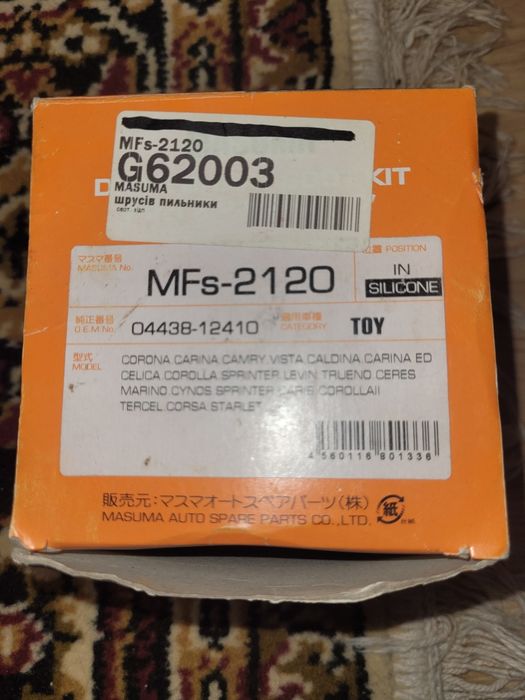 MFs-2120
G62003
MASUMA
шрусів пильники
KIT
マスマ番号
MASUMA No.
MFs-2120
位置 POSITION
IN
SILICONE
純正番号
O.E.M No.
04438-12410
適用車種
CATEGORY
TOY
型式
MODEL
CORONA.CARINA.CAMRY.VISTA.CALDINA.CARINA ED
CELICA.COROLLA.SPRINTER.LEVIN.TRUENO.CERES
MARINO.CYNOS.SPRINTER CARIB.COROLLAII
TERCEL.CORSA.STARLET
4 560116 801336
販売元:マスマオートスペアパーツ(株)
MASUMA AUTO SPARE PARTS CO.,LTD.
紙